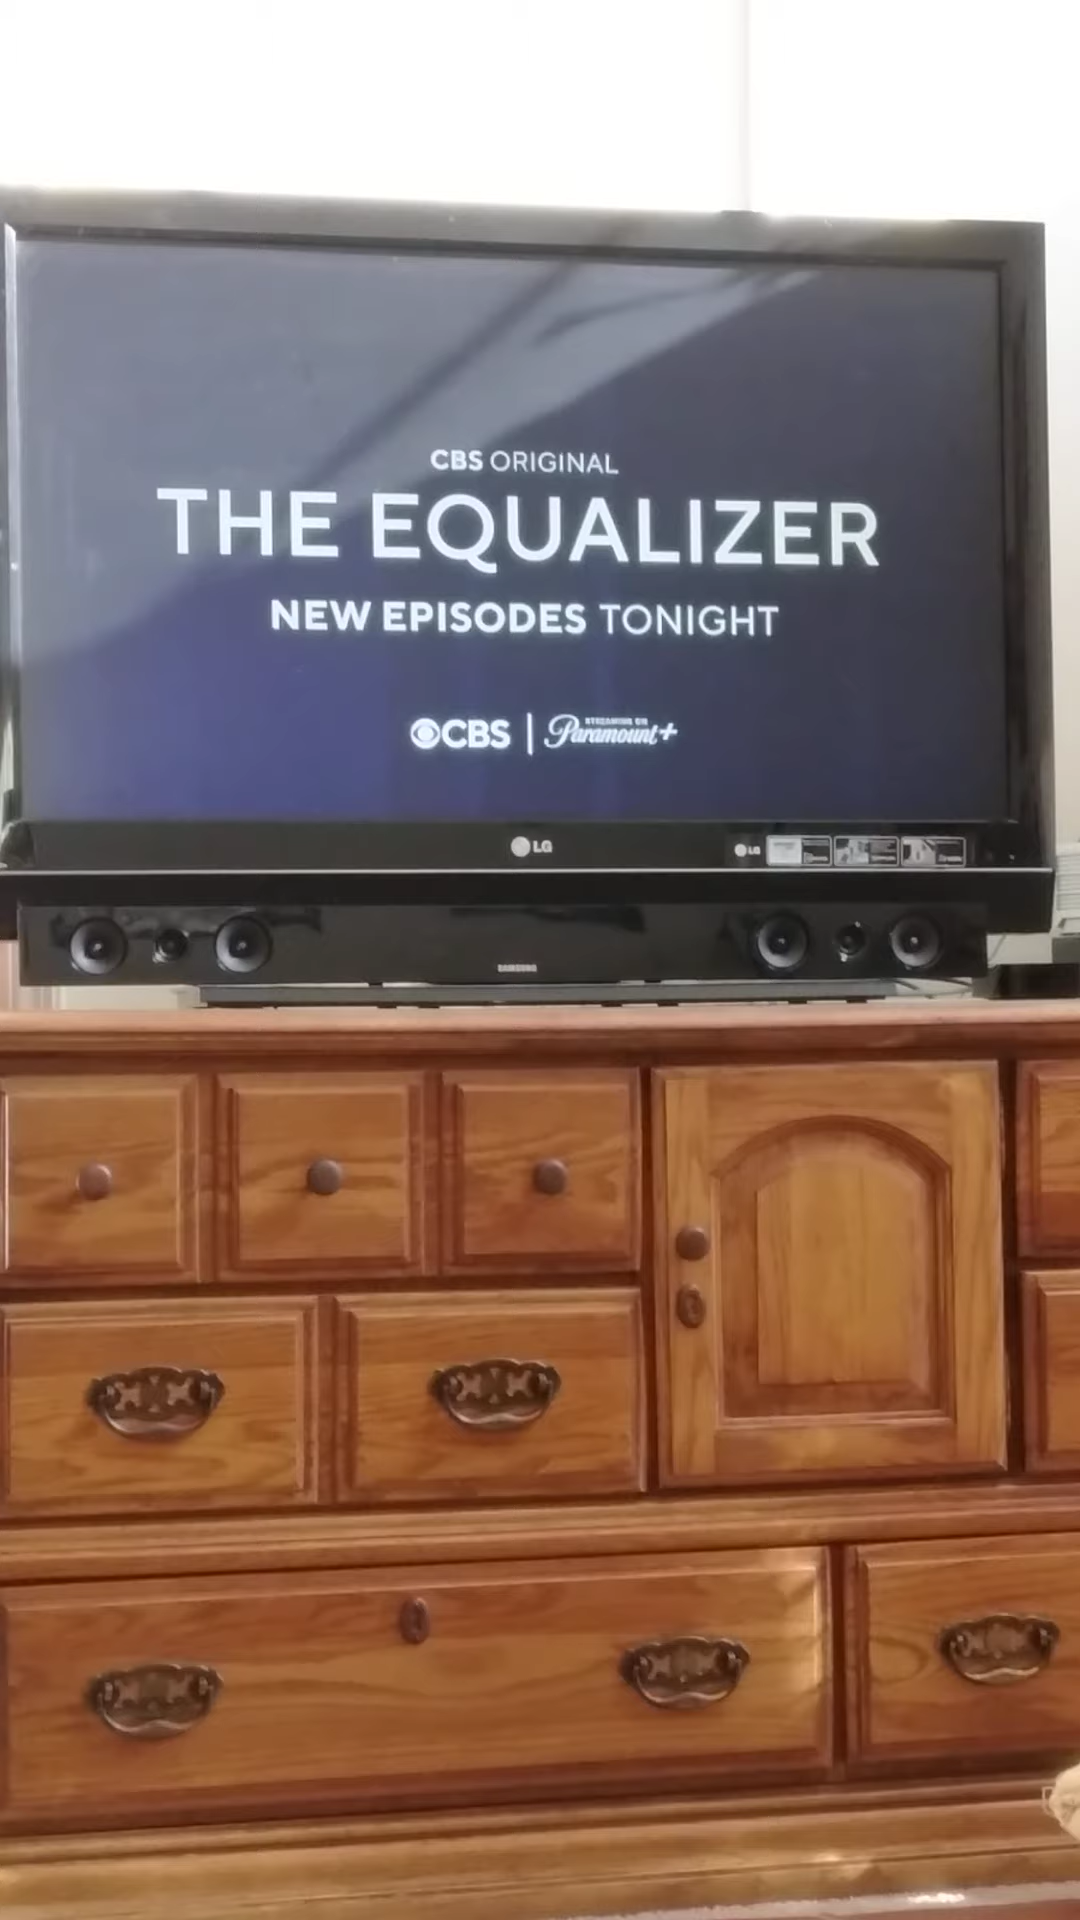 CBS ORIGINAL
THE EQUALIZER
NEW EPISODES TONIGHT
CBS | STREAMING ON Paramount+
LG
LG
SAMSUNG